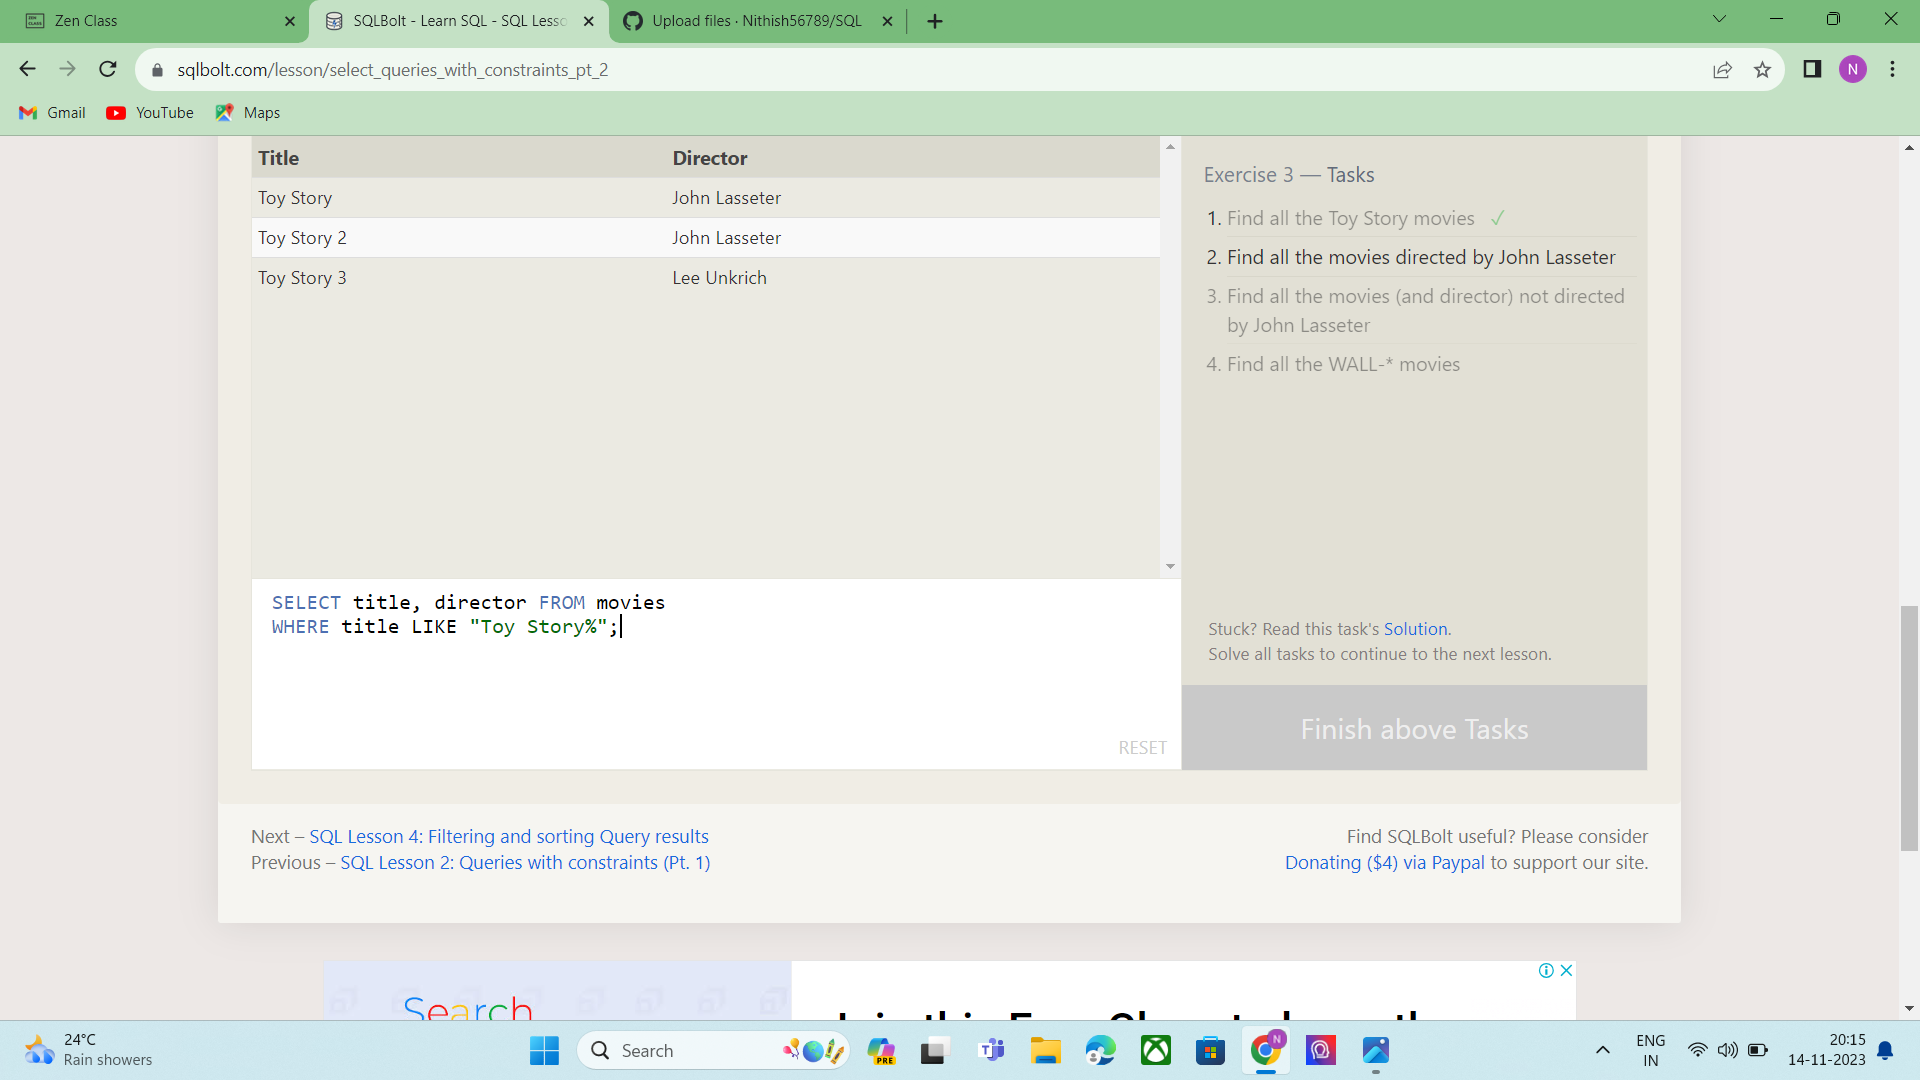 Zen Class
SQLBolt - Learn SQL - SQL Lesso
Upload files · Nithish56789/SQL
sqlbolt.com/lesson/select_queries_with_constraints_pt_2
N
Gmail
YouTube
Maps
Title Director
Toy Story John Lasseter
Toy Story 2 John Lasseter
Toy Story 3 Lee Unkrich
SELECT title, director FROM movies
WHERE title LIKE "Toy Story%";
RESET
Exercise 3 — Tasks
1. Find all the Toy Story movies ✓
2. Find all the movies directed by John Lasseter
3. Find all the movies (and director) not directed
by John Lasseter
4. Find all the WALL-* movies
Stuck? Read this task's Solution.
Solve all tasks to continue to the next lesson.
Finish above Tasks
Next – SQL Lesson 4: Filtering and sorting Query results
Previous – SQL Lesson 2: Queries with constraints (Pt. 1)
Find SQLBolt useful? Please consider
Donating ($4) via Paypal to support our site.
Search
24°C
Rain showers
Search
PRE
N
ENG
IN
20:15
14-11-2023